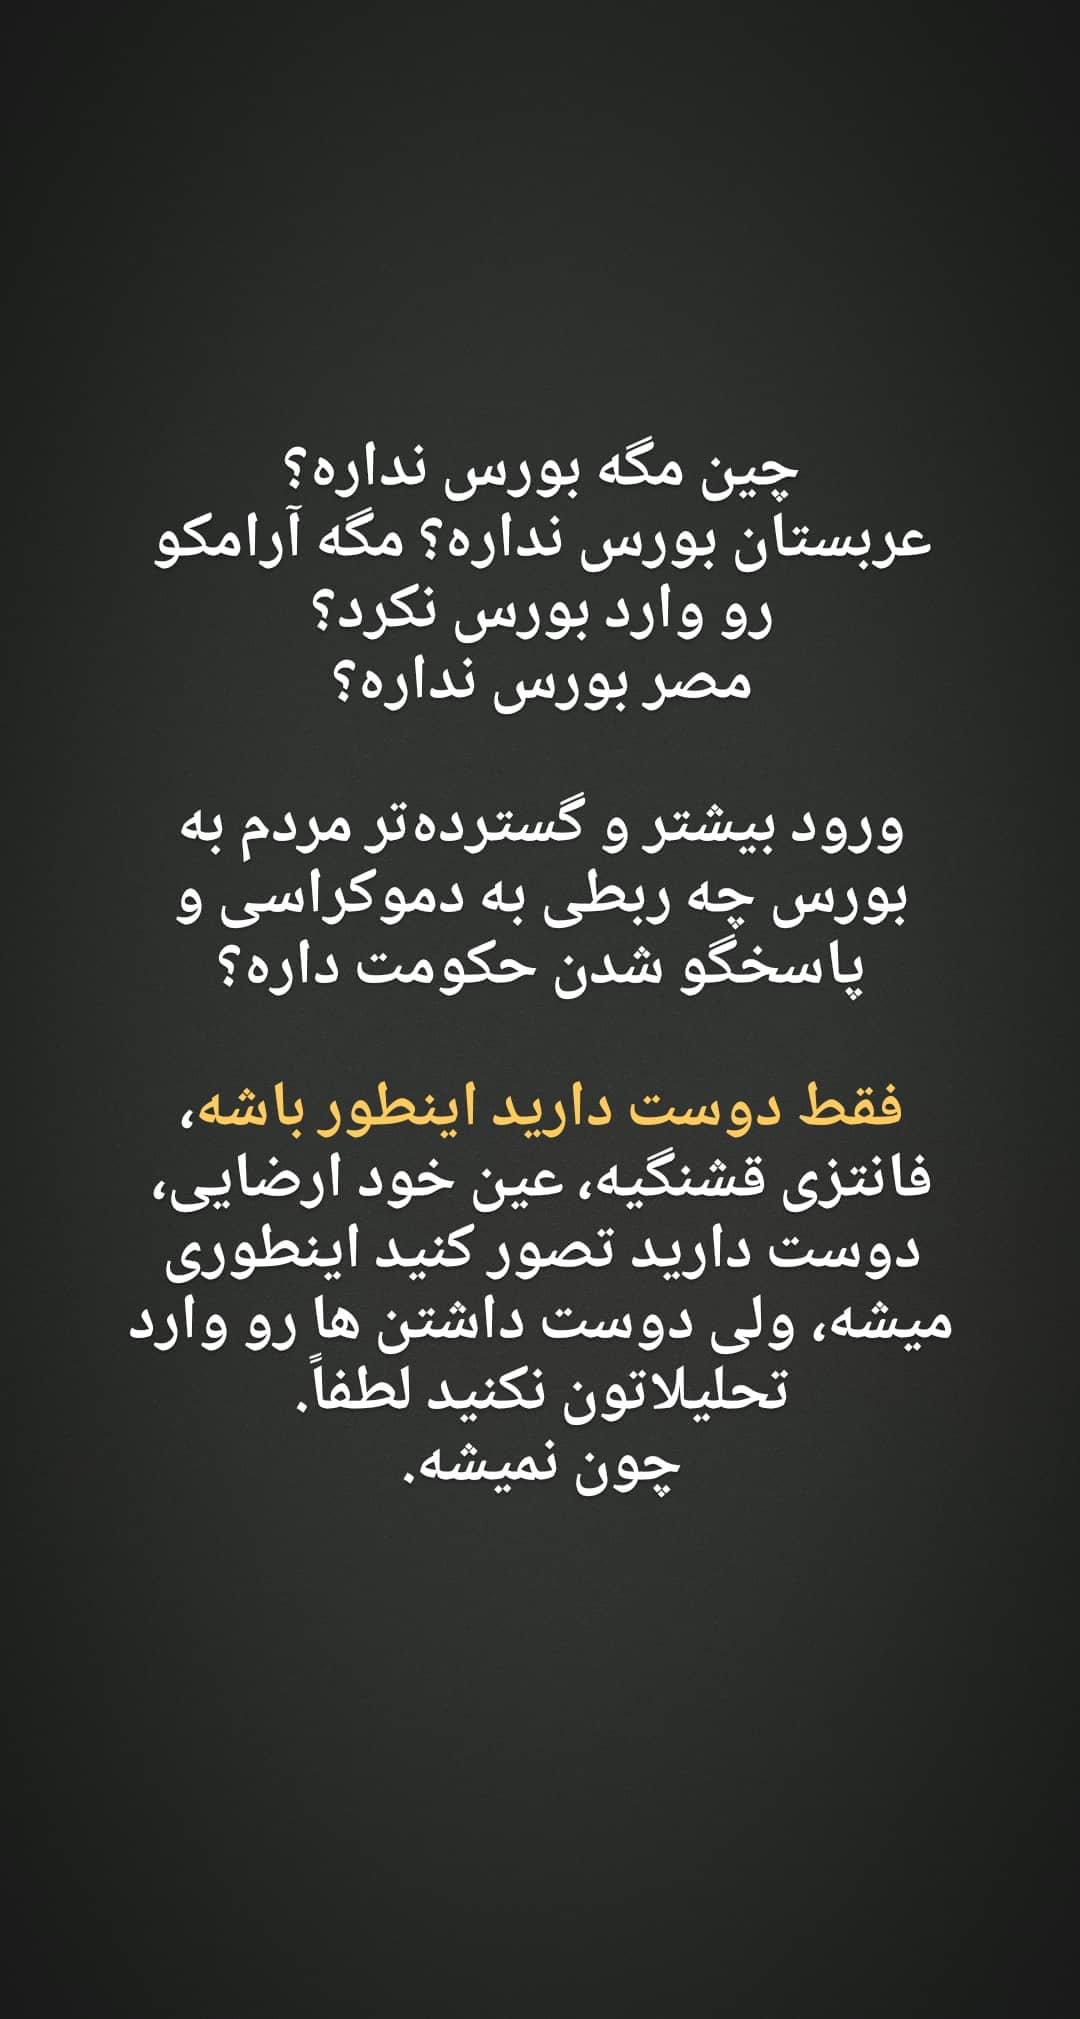 چین مگه بورس نداره؟
عربستان بورس نداره؟ مگه آرامکو
رو وارد بورس نکرد؟
مصر بورس نداره؟
ورود بیشتر و گسترده‌تر مردم به
بورس چه ربطی به دموکراسی و
پاسخگو شدن حکومت داره؟
فقط دوست دارید اینطور باشه،
فانتزی قشنگیه، عین خود ارضایی،
دوست دارید تصور کنید اینطوری
میشه، ولی دوست داشتن ها رو وارد
تحلیلاتون نکنید لطفاً.
چون نمیشه.